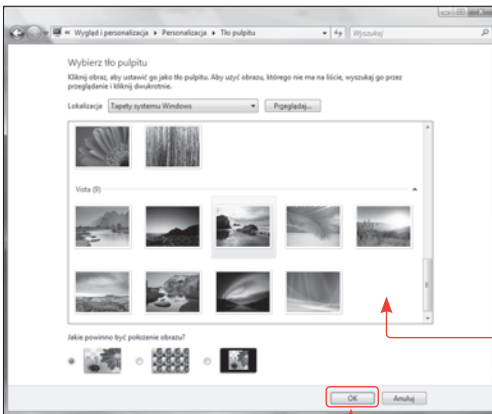 « Wygląd i personalizacja ▸ Personalizacja ▸ Tło pulpitu
Wyszukaj
Wybierz tło pulpitu
Kliknij obraz, aby ustawić go jako tło pulpitu. Aby użyć obrazu, którego nie ma na liście, wyszukaj go przez
przeglądanie i kliknij dwukrotnie.
Lokalizacja Tapety systemu Windows Przeglądaj...
Vista (9)
Jakie powinno być położenie obrazu?
OK Anuluj